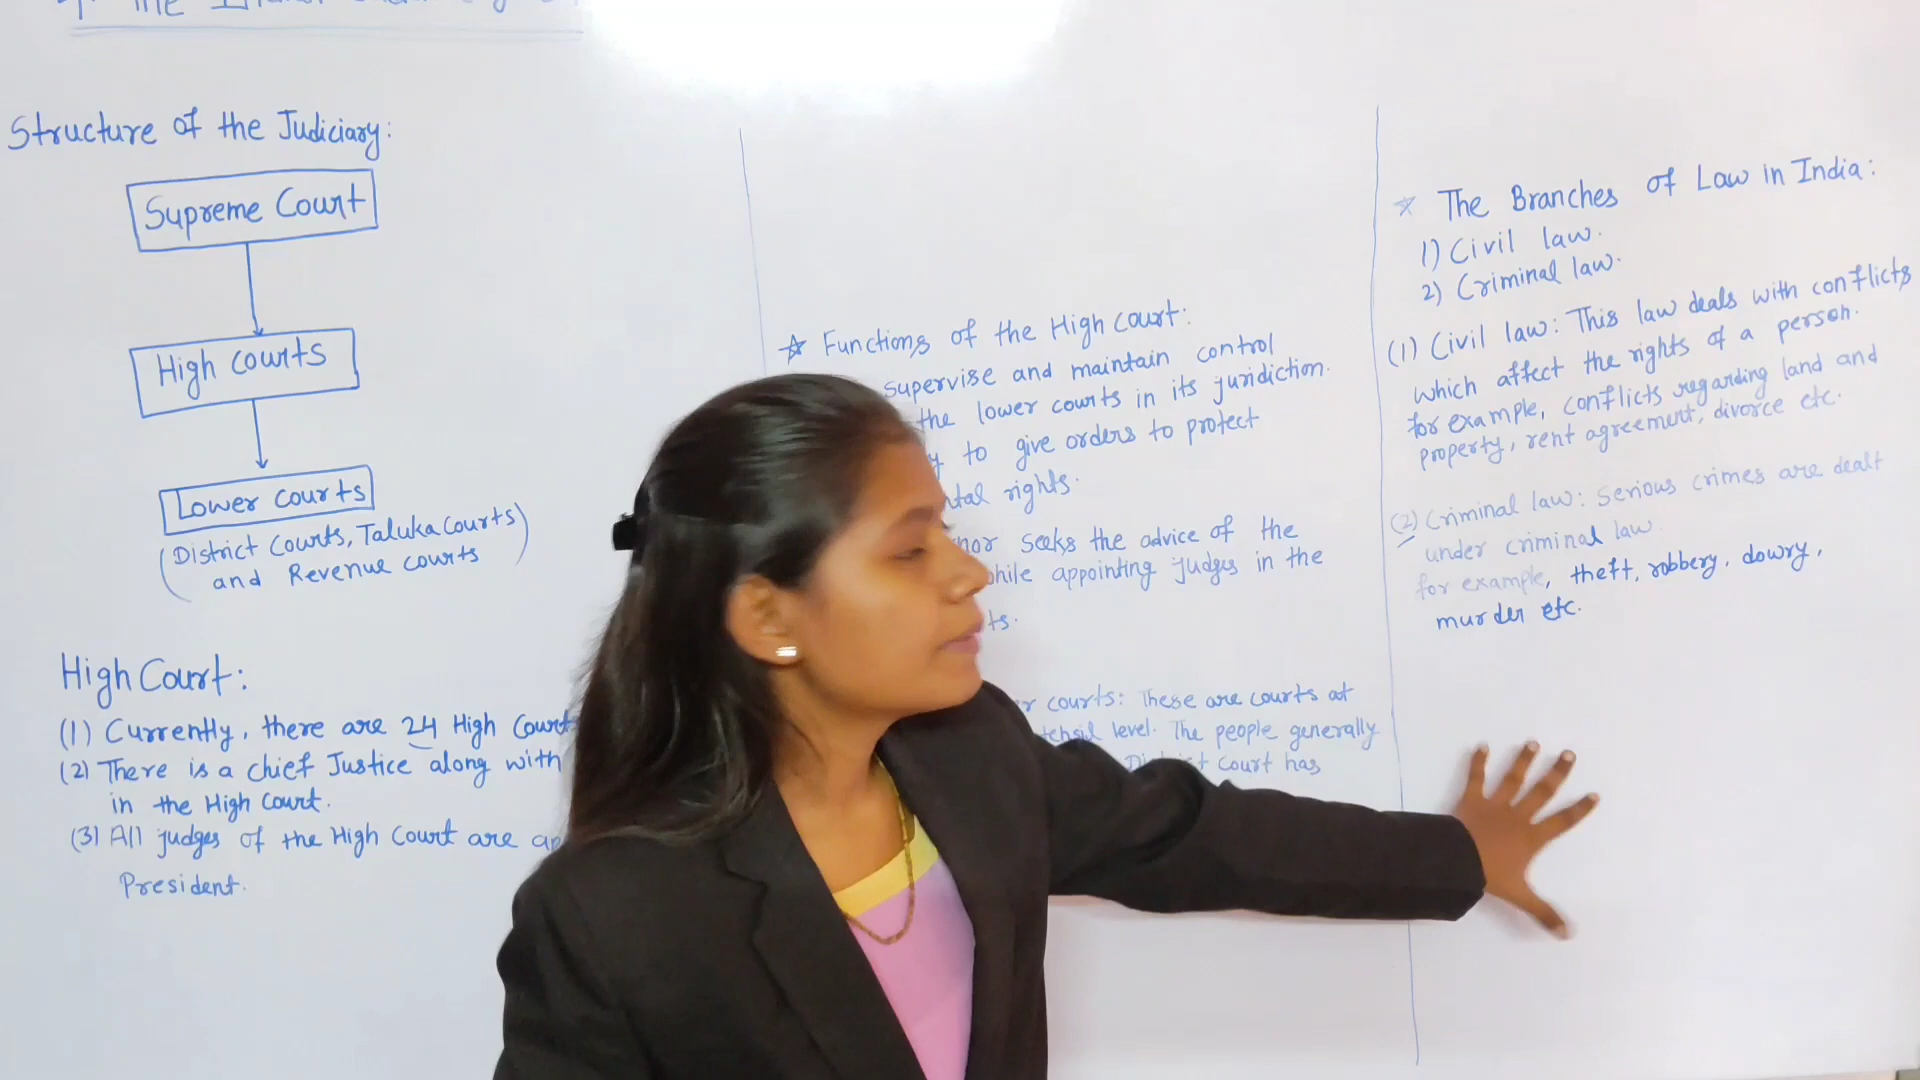 The Indian
Structure of the Judiciary:
Supreme Court
High Courts
Lower courts
(District Courts, Taluka Courts
and Revenue courts)
High Court:
(1) Currently, there are 24 High Courts
(2) There is a chief Justice along with
in the High Court.
(3) All judges of the High Court are
President.
☆ Functions of the High court:
supervise and maintain control
the lower courts in its juridiction.
to give orders to protect
rights.
seeks the advice of the
while appointing judges in the
courts: These are courts at
tehsil level. The people generally
District Court has
☆ The Branches of Law in India:
1) Civil law.
2) Criminal law.
(1) Civil law: This law deals with conflicts
which affect the rights of a person.
for example, conflicts regarding land and
property, rent agreement, divorce etc.
(2) Criminal law: Serious crimes are dealt
under criminal law.
for example, theft, robbery, dowry,
murder etc.